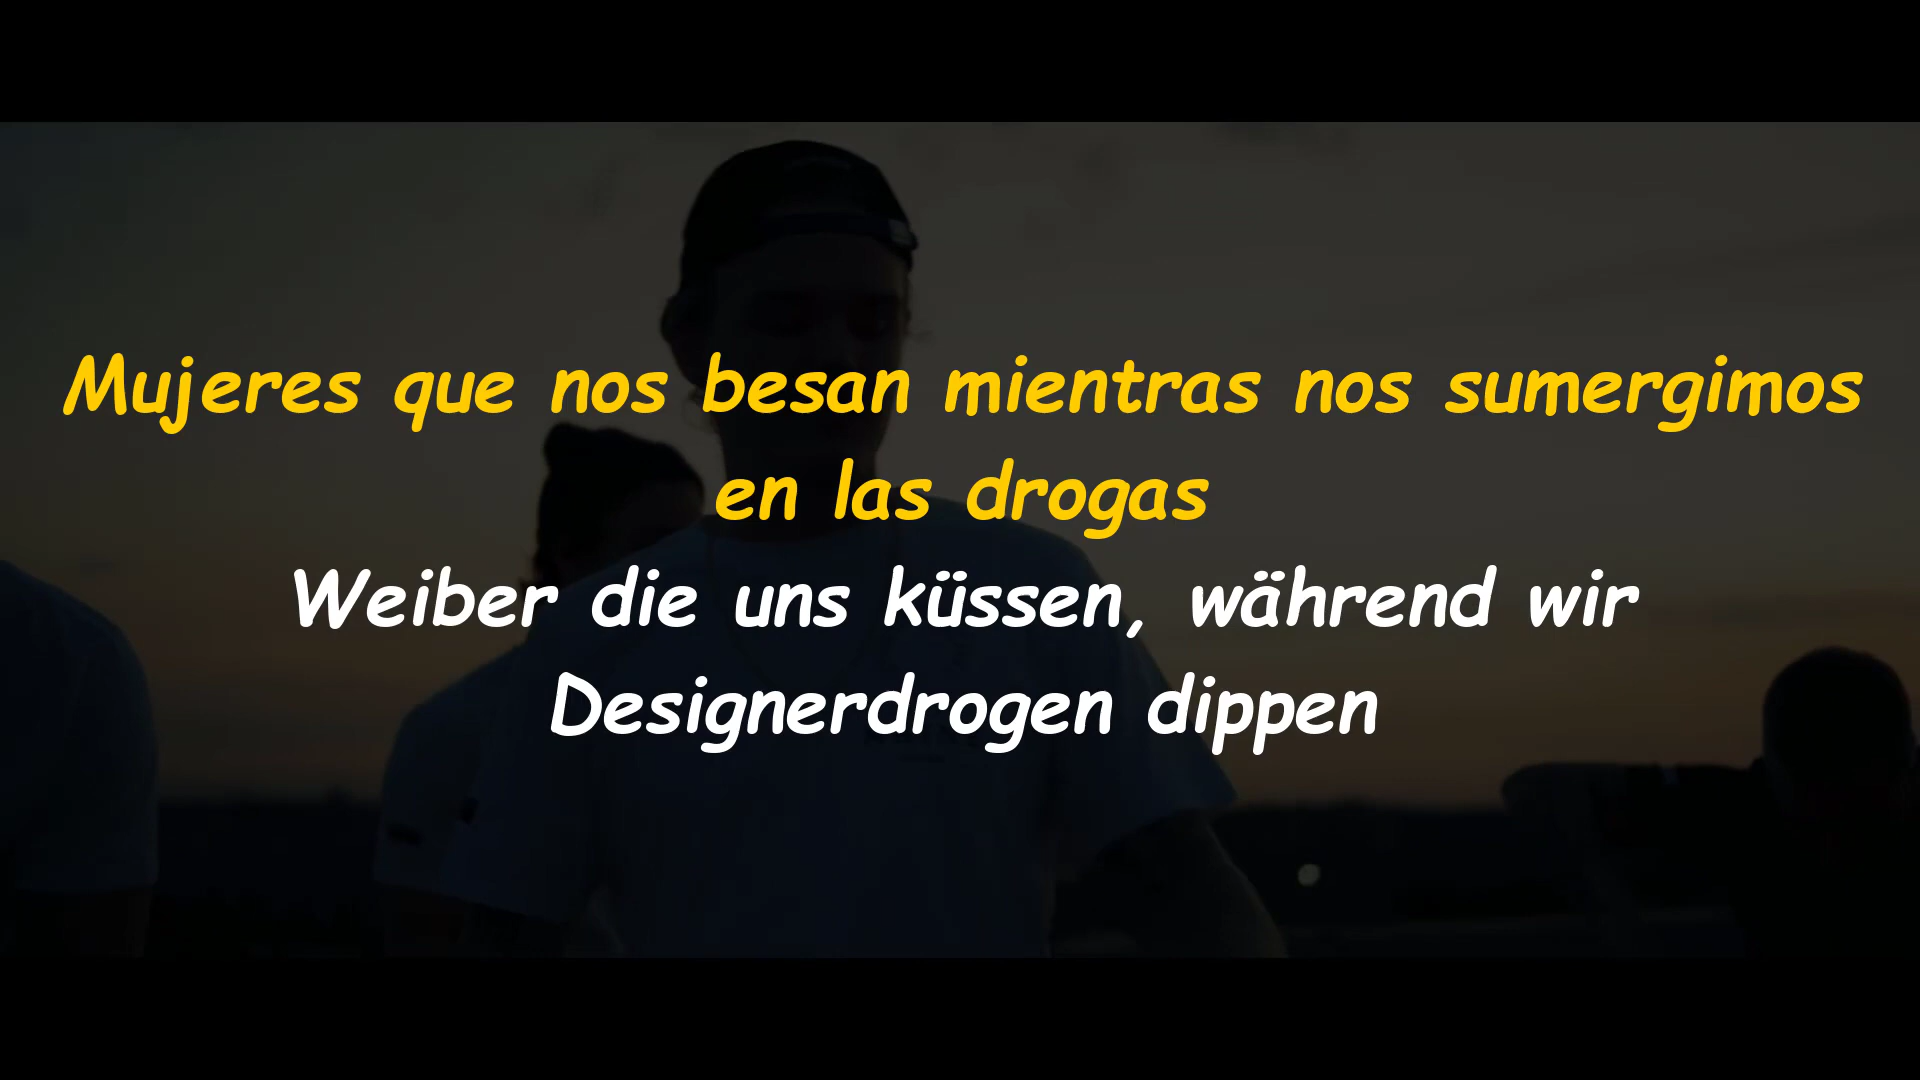 Mujeres que nos besan mientras nos sumergimos
en las drogas
Weiber die uns küssen, während wir
Designerdrogen dippen